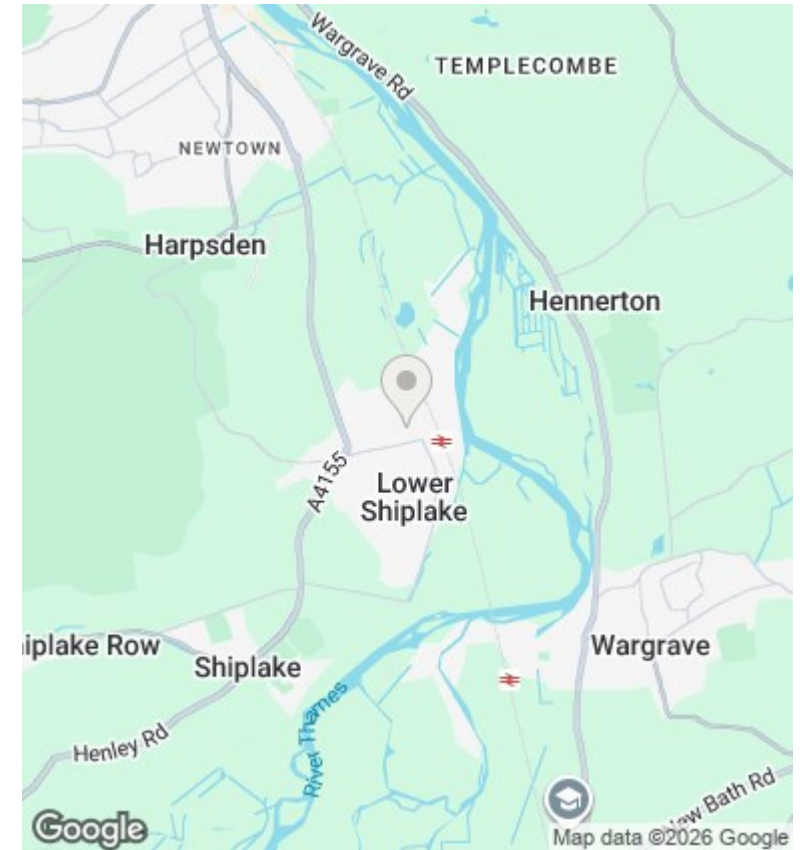 Wargrave Rd
TEMPLECOMBE
NEWTOWN
Harpsden
Hennerton
A4155
Lower
Shiplake
iplake Row
Shiplake
Wargrave
River Thames
Henley Rd
New Bath Rd
Google
Map data ©2026 Google